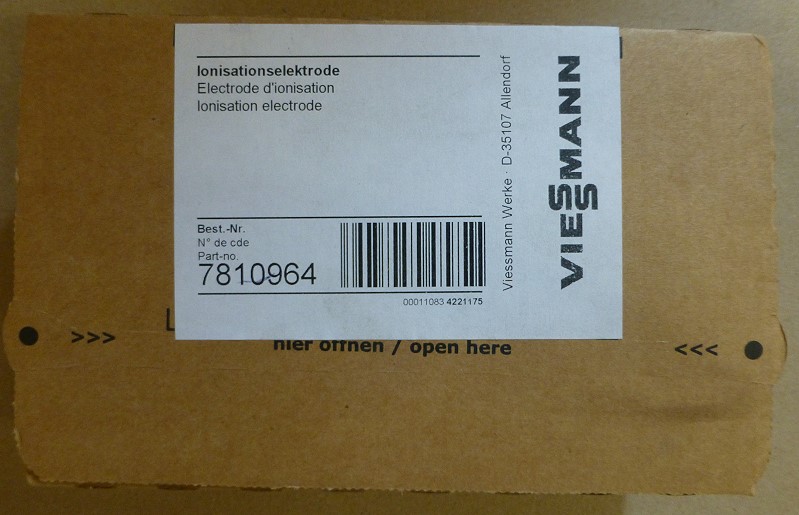 Ionisationselektrode
Electrode d'ionisation
Ionisation electrode
Best.-Nr.
N° de cde
Part-no.
7810964
00011083 4221175
Viessmann Werke · D-35107 Allendorf
VIESSMANN
>>>
L
hier öffnen / open here
<<<